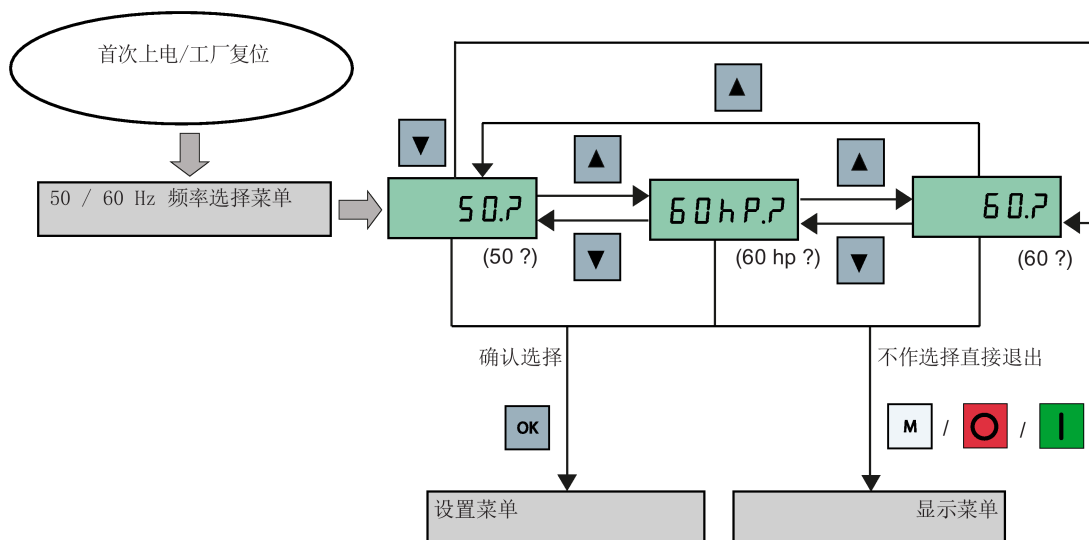 首次上电/工厂复位
50 / 60 Hz 频率选择菜单
50.?
60hP.?
60.?
(50 ?)
(60 hp ?)
(60 ?)
确认选择
不作选择直接退出
OK
M / /
设置菜单
显示菜单